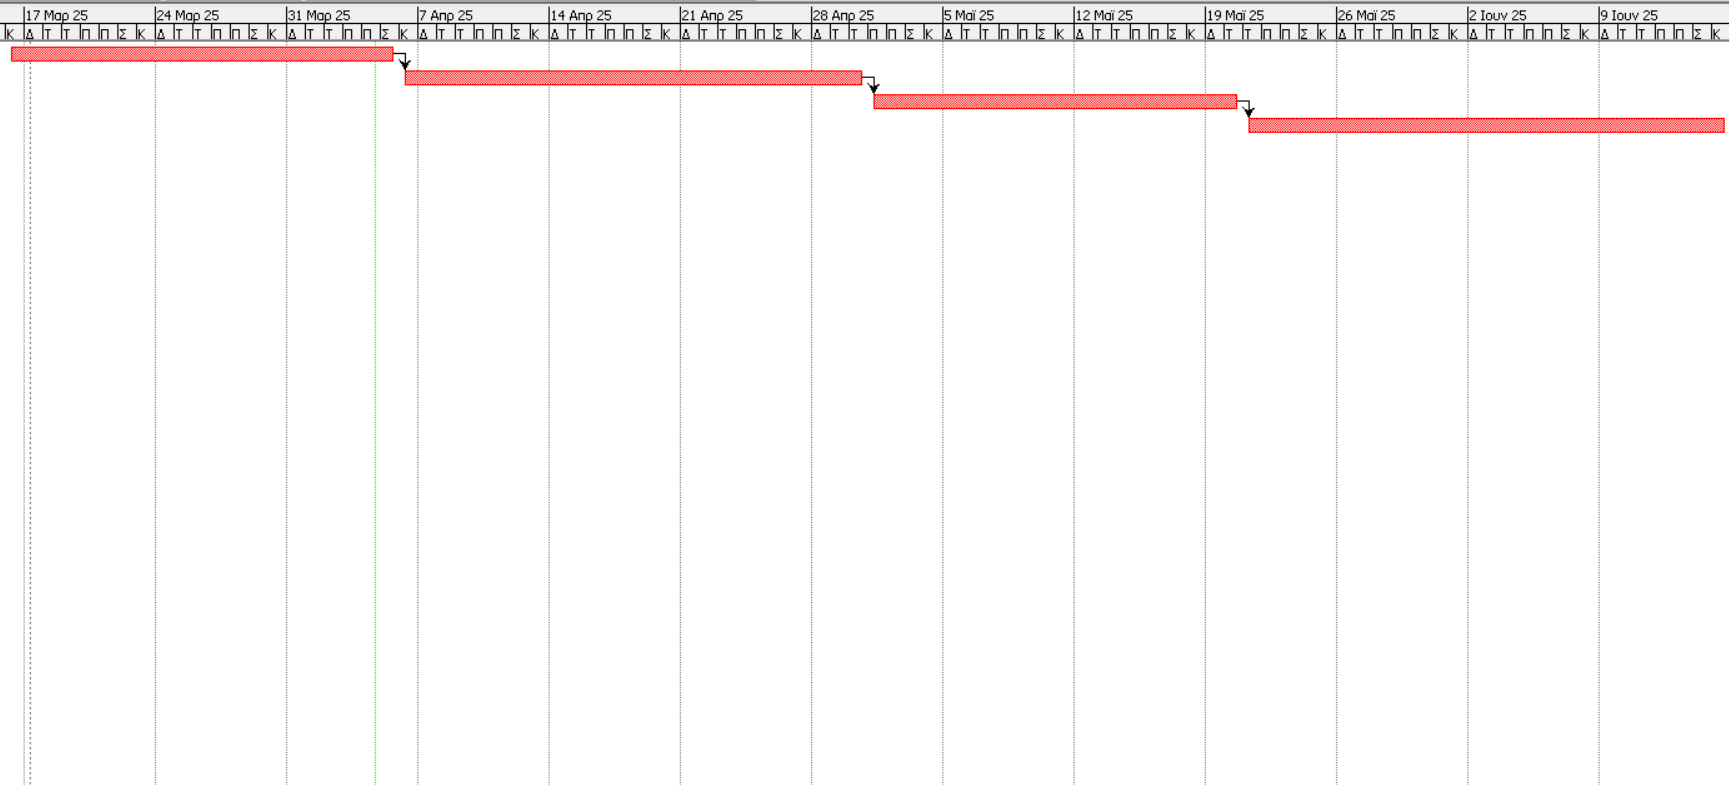 17 Μαρ 25 24 Μαρ 25 31 Μαρ 25 7 Απρ 25 14 Απρ 25 21 Απρ 25 28 Απρ 25 5 Μαϊ 25 12 Μαϊ 25 19 Μαϊ 25 26 Μαϊ 25 2 Ιουν 25 9 Ιουν 25
Κ Δ Τ Τ Π Π Σ Κ Δ Τ Τ Π Π Σ Κ Δ Τ Τ Π Π Σ Κ Δ Τ Τ Π Π Σ Κ Δ Τ Τ Π Π Σ Κ Δ Τ Τ Π Π Σ Κ Δ Τ Τ Π Π Σ Κ Δ Τ Τ Π Π Σ Κ Δ Τ Τ Π Π Σ Κ Δ Τ Τ Π Π Σ Κ Δ Τ Τ Π Π Σ Κ Δ Τ Τ Π Π Σ Κ Δ Τ Τ Π Π Σ Κ